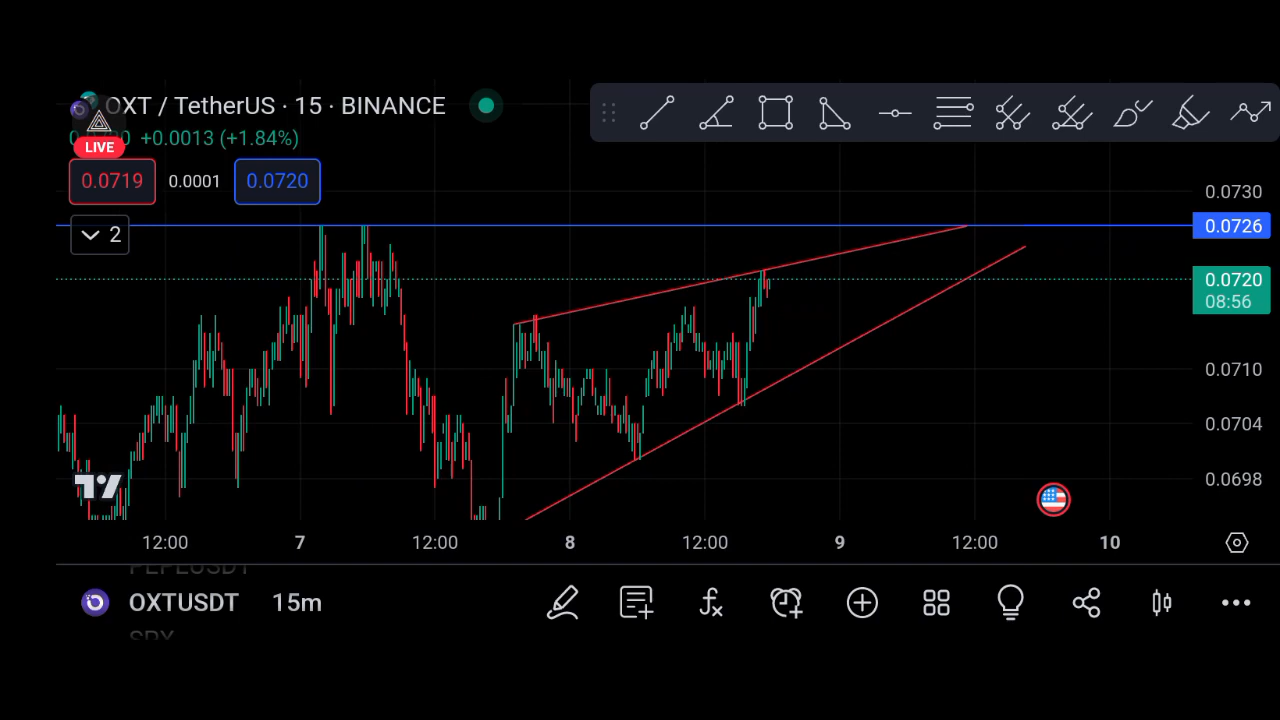 OXT / TetherUS · 15 · BINANCE
+0.0013 (+1.84%)
LIVE
0.0719 0.0001 0.0720
2
0.0730
0.0726
0.0720
08:56
0.0710
0.0704
0.0698
12:00 7 12:00 8 12:00 9 12:00 10
OXTUSDT 15m